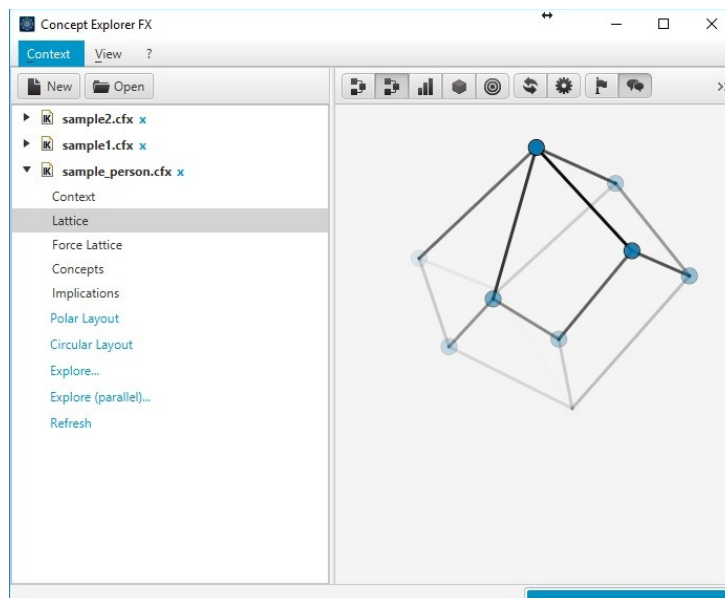 Concept Explorer FX
Context View ?
New Open
sample2.cfx x
sample1.cfx x
sample_person.cfx x
Context
Lattice
Force Lattice
Concepts
Implications
Polar Layout
Circular Layout
Explore...
Explore (parallel)...
Refresh